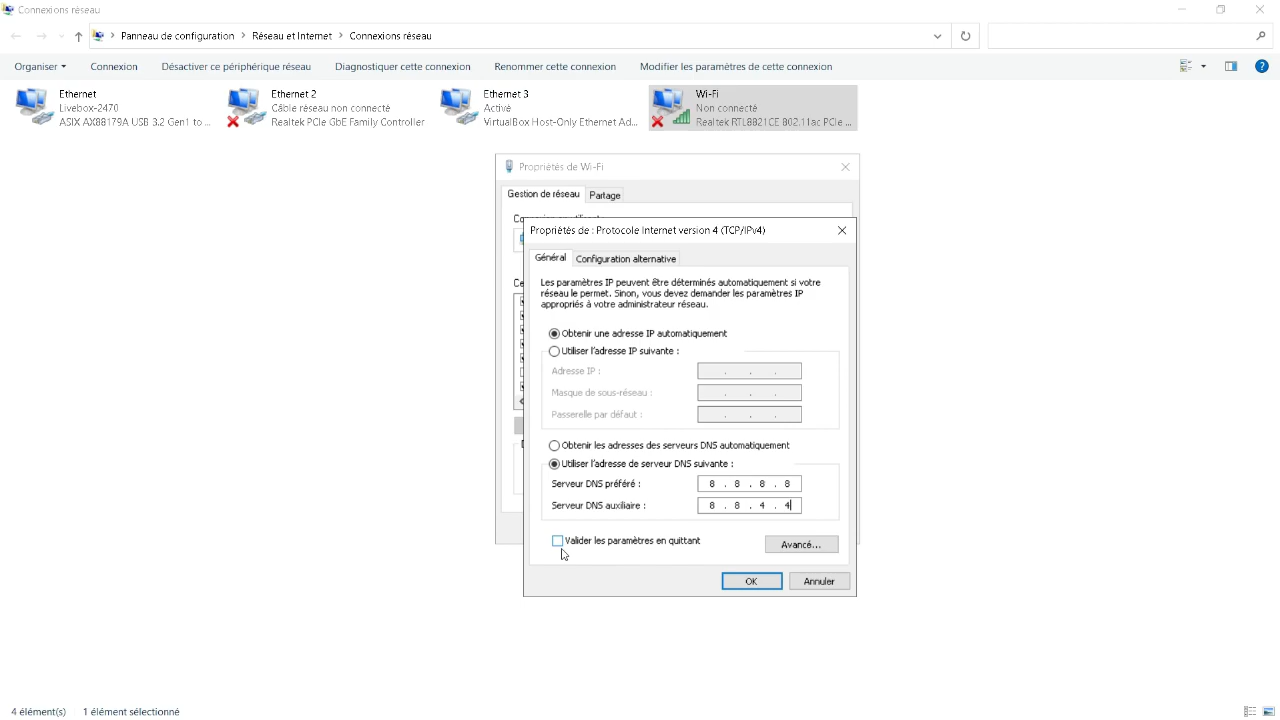 Connexions réseau
Panneau de configuration > Réseau et Internet > Connexions réseau
Organiser Connexion Désactiver ce périphérique réseau Diagnostiquer cette connexion Renommer cette connexion Modifier les paramètres de cette connexion
Ethernet
Livebox-2470
ASIX AX88179A USB 3.2 Gen1 to ...
Ethernet 2
Câble réseau non connecté
Realtek PCIe GbE Family Controller
Ethernet 3
Activé
VirtualBox Host-Only Ethernet Ad...
Wi-Fi
Non connecté
Realtek RTL8821CE 802.11ac PCIe ...
Propriétés de Wi-Fi
Gestion de réseau Partage
Propriétés de : Protocole Internet version 4 (TCP/IPv4)
Général Configuration alternative
Les paramètres IP peuvent être déterminés automatiquement si votre
réseau le permet. Sinon, vous devez demander les paramètres IP
appropriés à votre administrateur réseau.
Obtenir une adresse IP automatiquement
Utiliser l'adresse IP suivante :
Adresse IP : . . .
Masque de sous-réseau : . . .
Passerelle par défaut : . . .
Obtenir les adresses des serveurs DNS automatiquement
Utiliser l'adresse de serveur DNS suivante :
Serveur DNS préféré : 8 . 8 . 8 . 8
Serveur DNS auxiliaire : 8 . 8 . 4 . 4
Valider les paramètres en quittant
Avancé...
OK Annuler
4 élément(s) 1 élément sélectionné